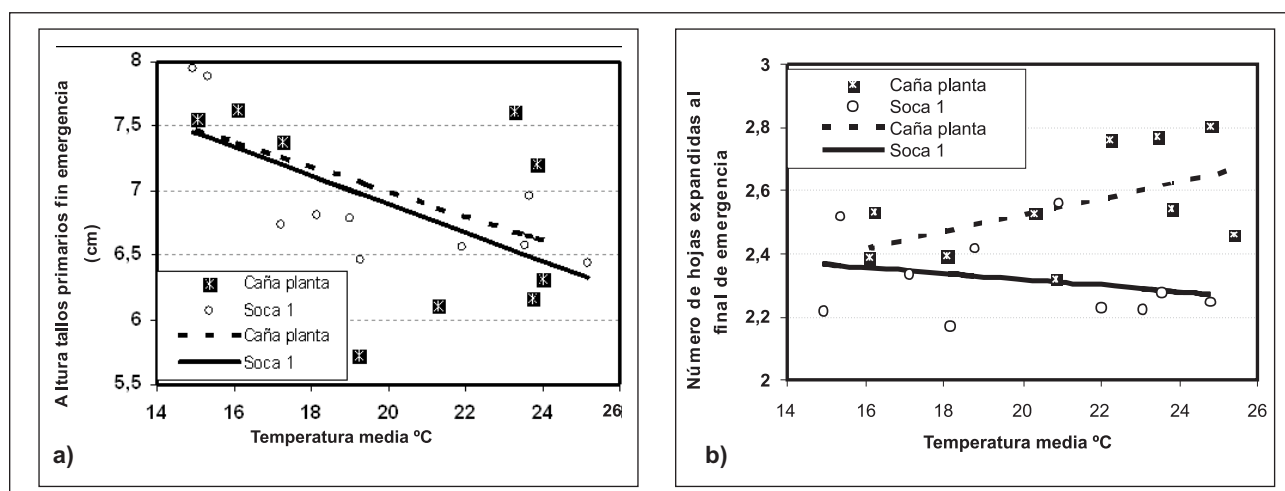 Altura tallos primarios fin emergencia
(cm)
8
7,5
7
6,5
6
5,5
14
16
18
20
22
24
26
Caña planta
Soca 1
Caña planta
Soca 1
Temperatura media ºC
a)
Número de hojas expandidas al
final de emergencia
3
2,8
2,6
2,4
2,2
2
14
16
18
20
22
24
26
Caña planta
Soca 1
Caña planta
Soca 1
Temperatura media ºC
b)